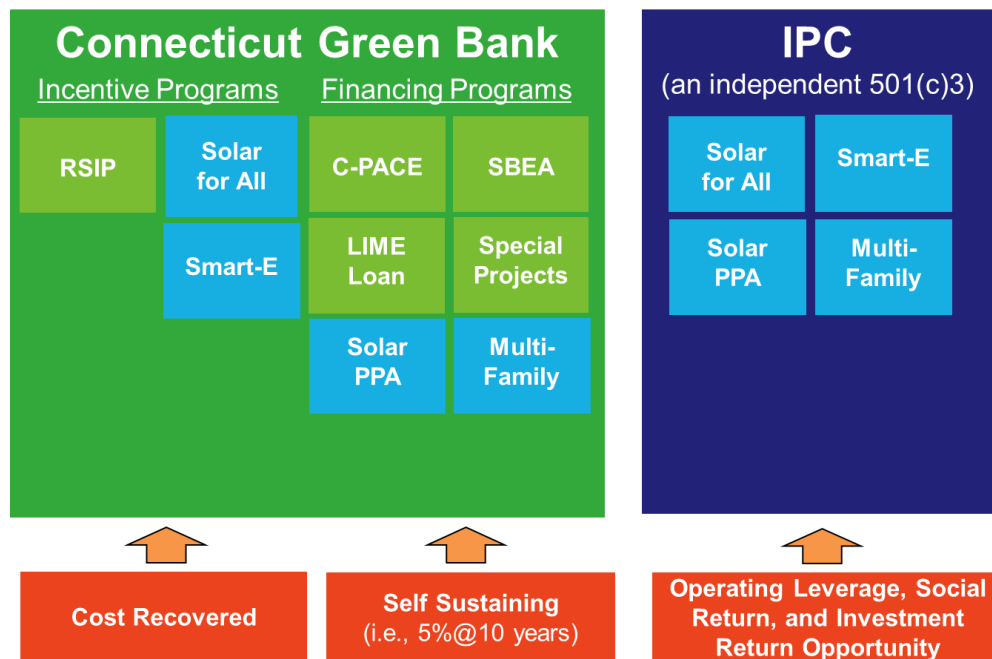 Connecticut Green Bank
Incentive Programs
Financing Programs
RSIP
Solar
for All
Smart-E
C-PACE
SBEA
LIME
Loan
Special
Projects
Solar
PPA
Multi-
Family
IPC
(an independent 501(c)3)
Solar
for All
Smart-E
Solar
PPA
Multi-
Family
Cost Recovered
Self Sustaining
(i.e., 5%@10 years)
Operating Leverage, Social
Return, and Investment
Return Opportunity